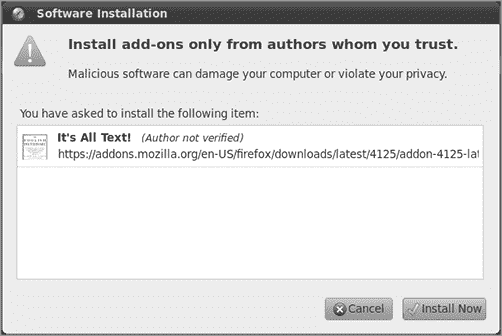 Software Installation
Install add-ons only from authors whom you trust.
Malicious software can damage your computer or violate your privacy.
You have asked to install the following item:
It's All Text! (Author not verified)
https://addons.mozilla.org/en-US/firefox/downloads/latest/4125/addon-4125-lat
Cancel Install Now